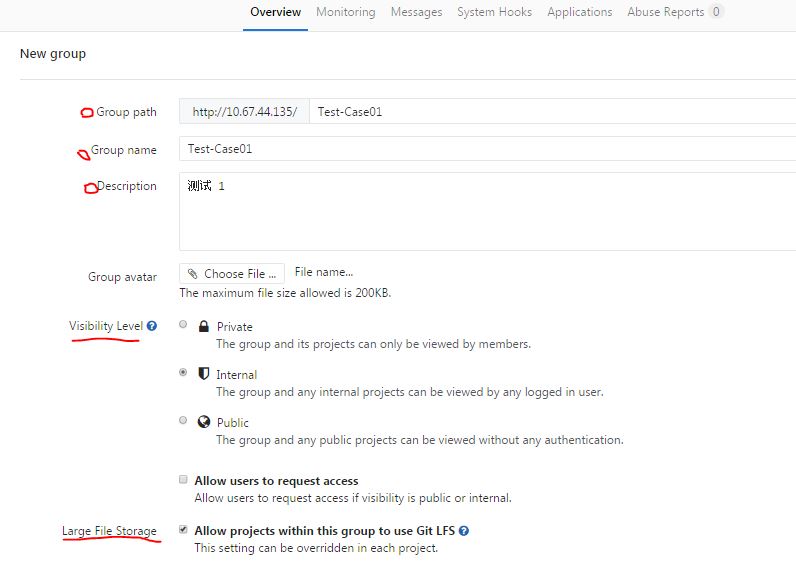 Overview Monitoring Messages System Hooks Applications Abuse Reports 0
New group
Group path http://10.67.44.135/ Test-Case01
Group name Test-Case01
Description 测试 1
Group avatar Choose File ... File name...
The maximum file size allowed is 200KB.
Visibility Level ? Private
The group and its projects can only be viewed by members.
Internal
The group and any internal projects can be viewed by any logged in user.
Public
The group and any public projects can be viewed without any authentication.
Allow users to request access
Allow users to request access if visibility is public or internal.
Large File Storage Allow projects within this group to use Git LFS ?
This setting can be overridden in each project.